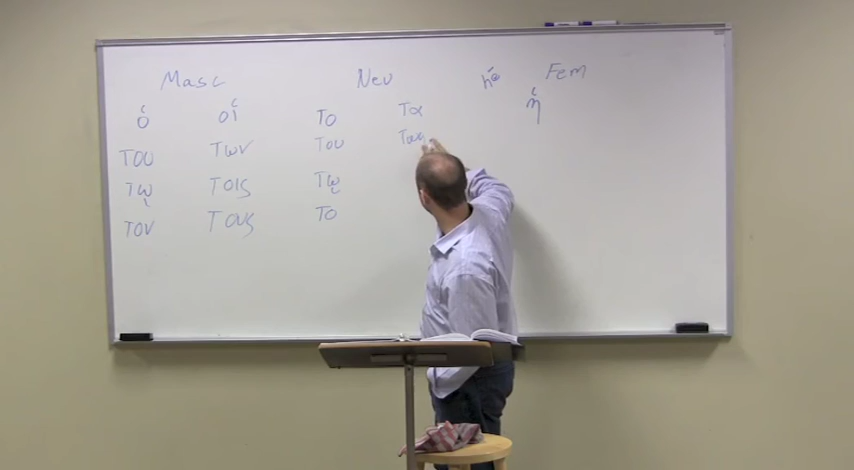 Masc Neu ἡ Fem
ὁ οἱ το τα ἡ
του των του
τῳ τοις τῳ
τον τους το